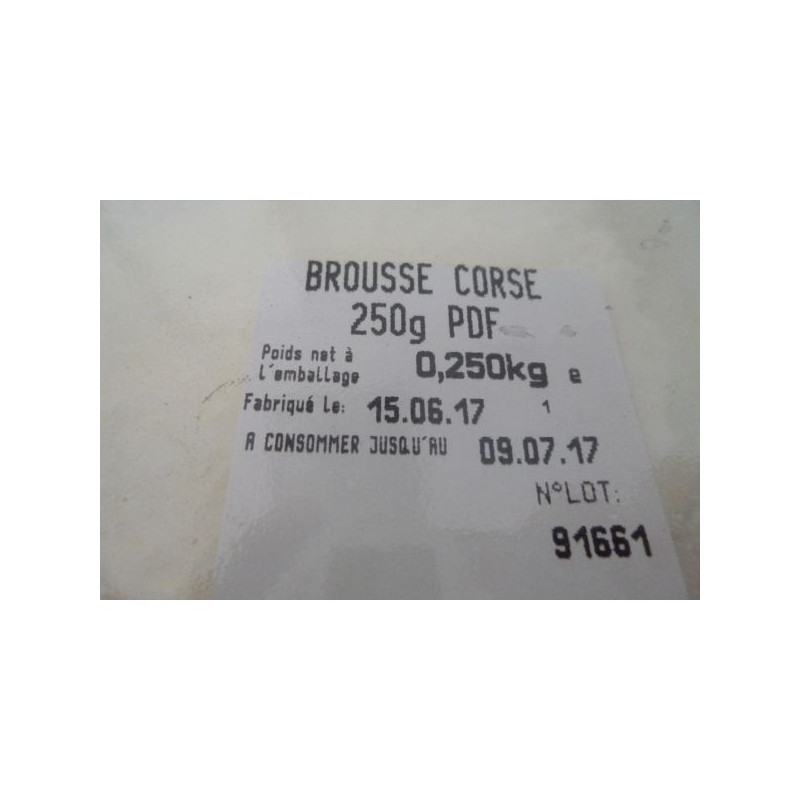 BROUSSE CORSE
250g PDF
Poids net à
l'emballage 0,250kg e
Fabriqué le: 15.06.17 1
A CONSOMMER JUSQU'AU 09.07.17
N°LOT:
91661